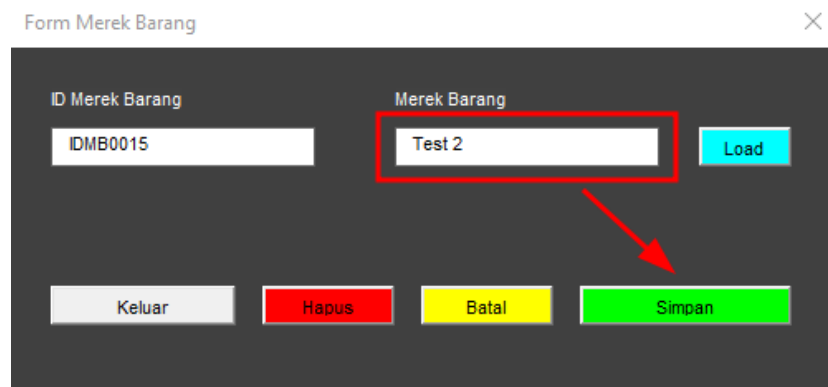 Form Merek Barang
ID Merek Barang Merek Barang
IDMB0015 Test 2 Load
Keluar Hapus Batal Simpan